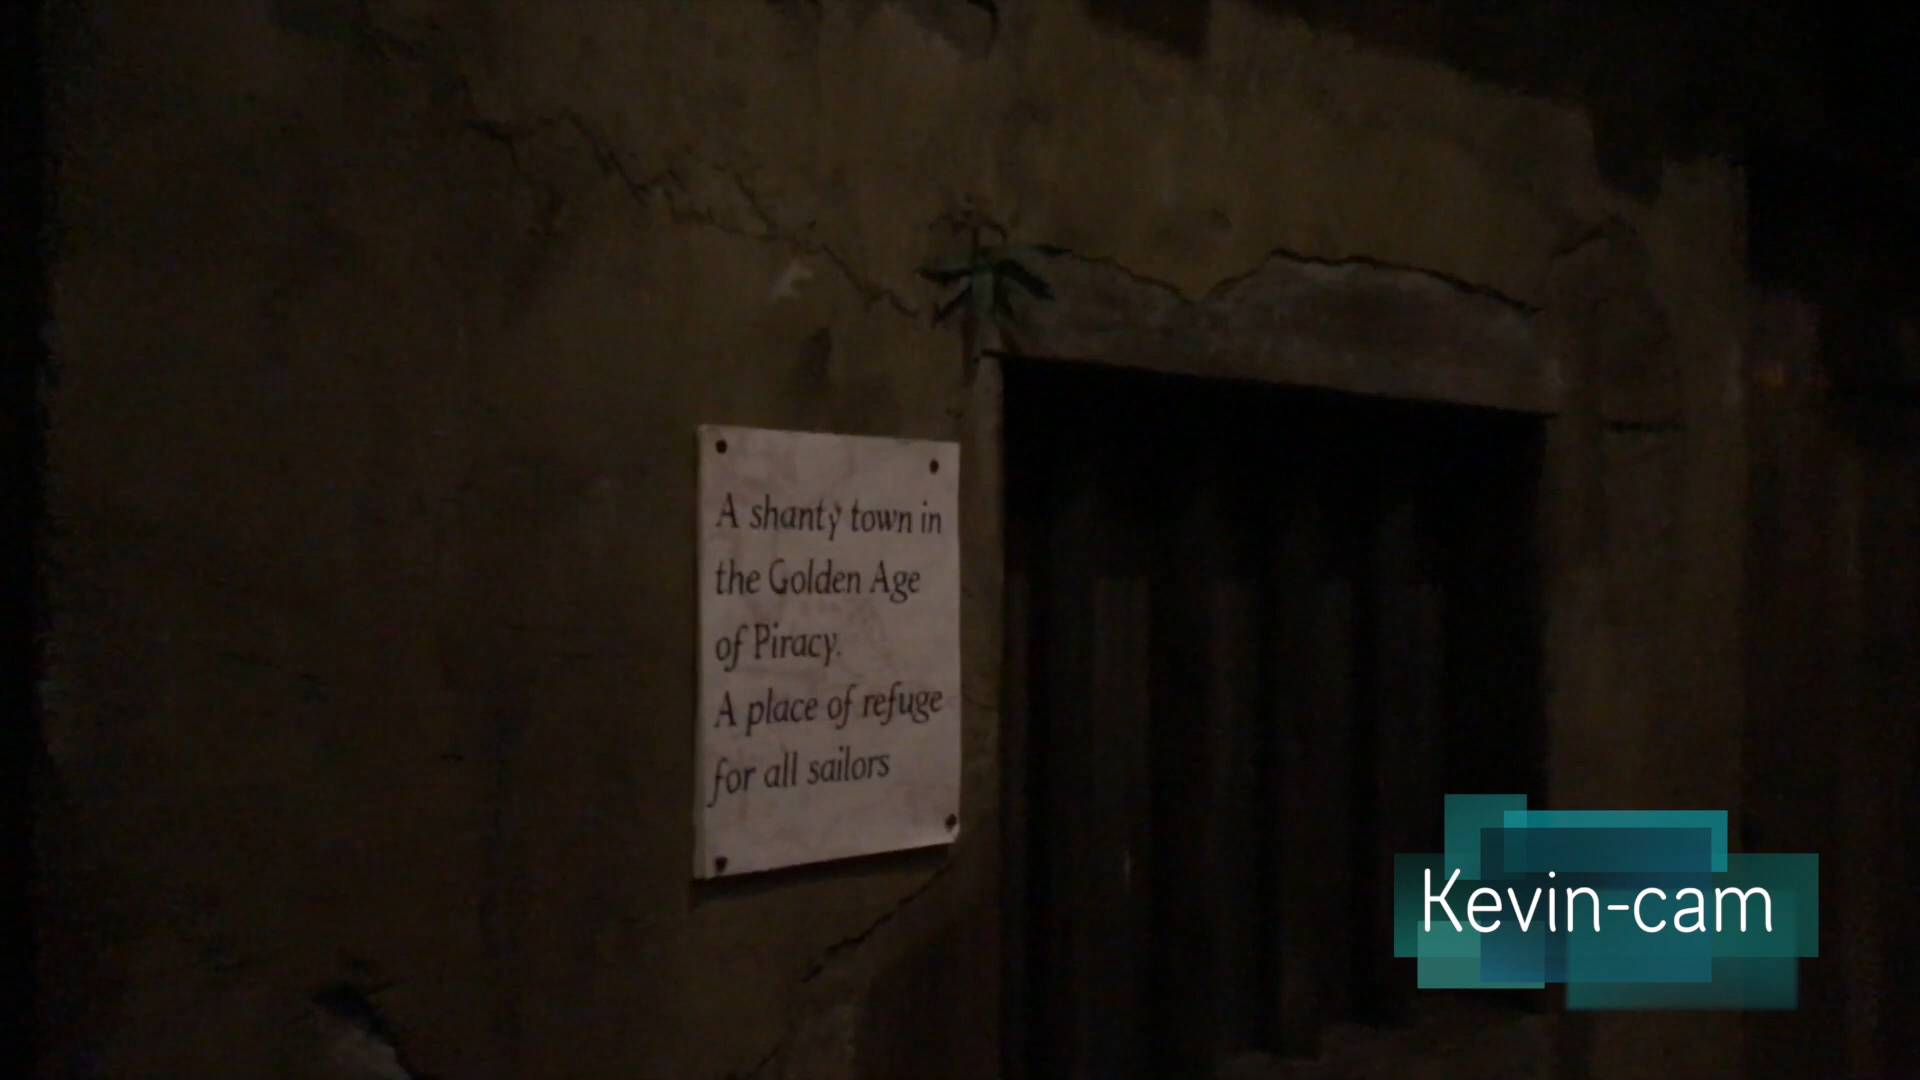 A shanty town in
the Golden Age
of Piracy.
A place of refuge
for all sailors
Kevin-cam